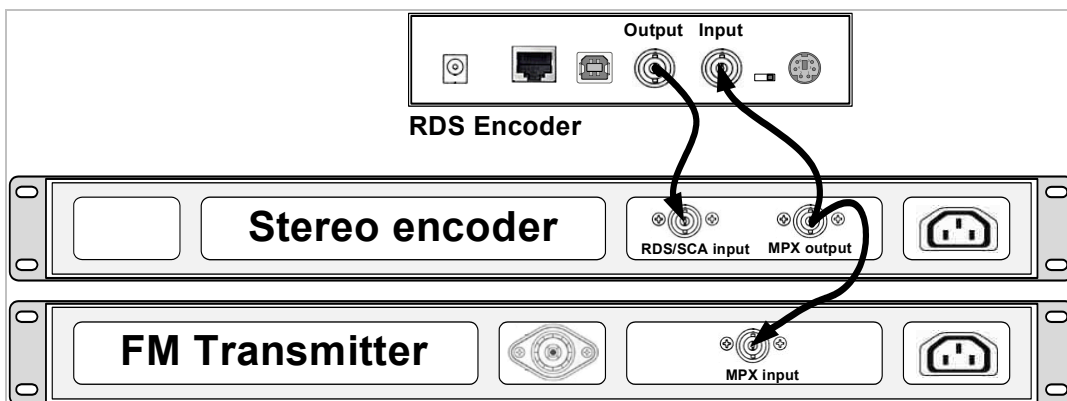 Output Input
RDS Encoder
Stereo encoder
RDS/SCA input MPX output
FM Transmitter
MPX input